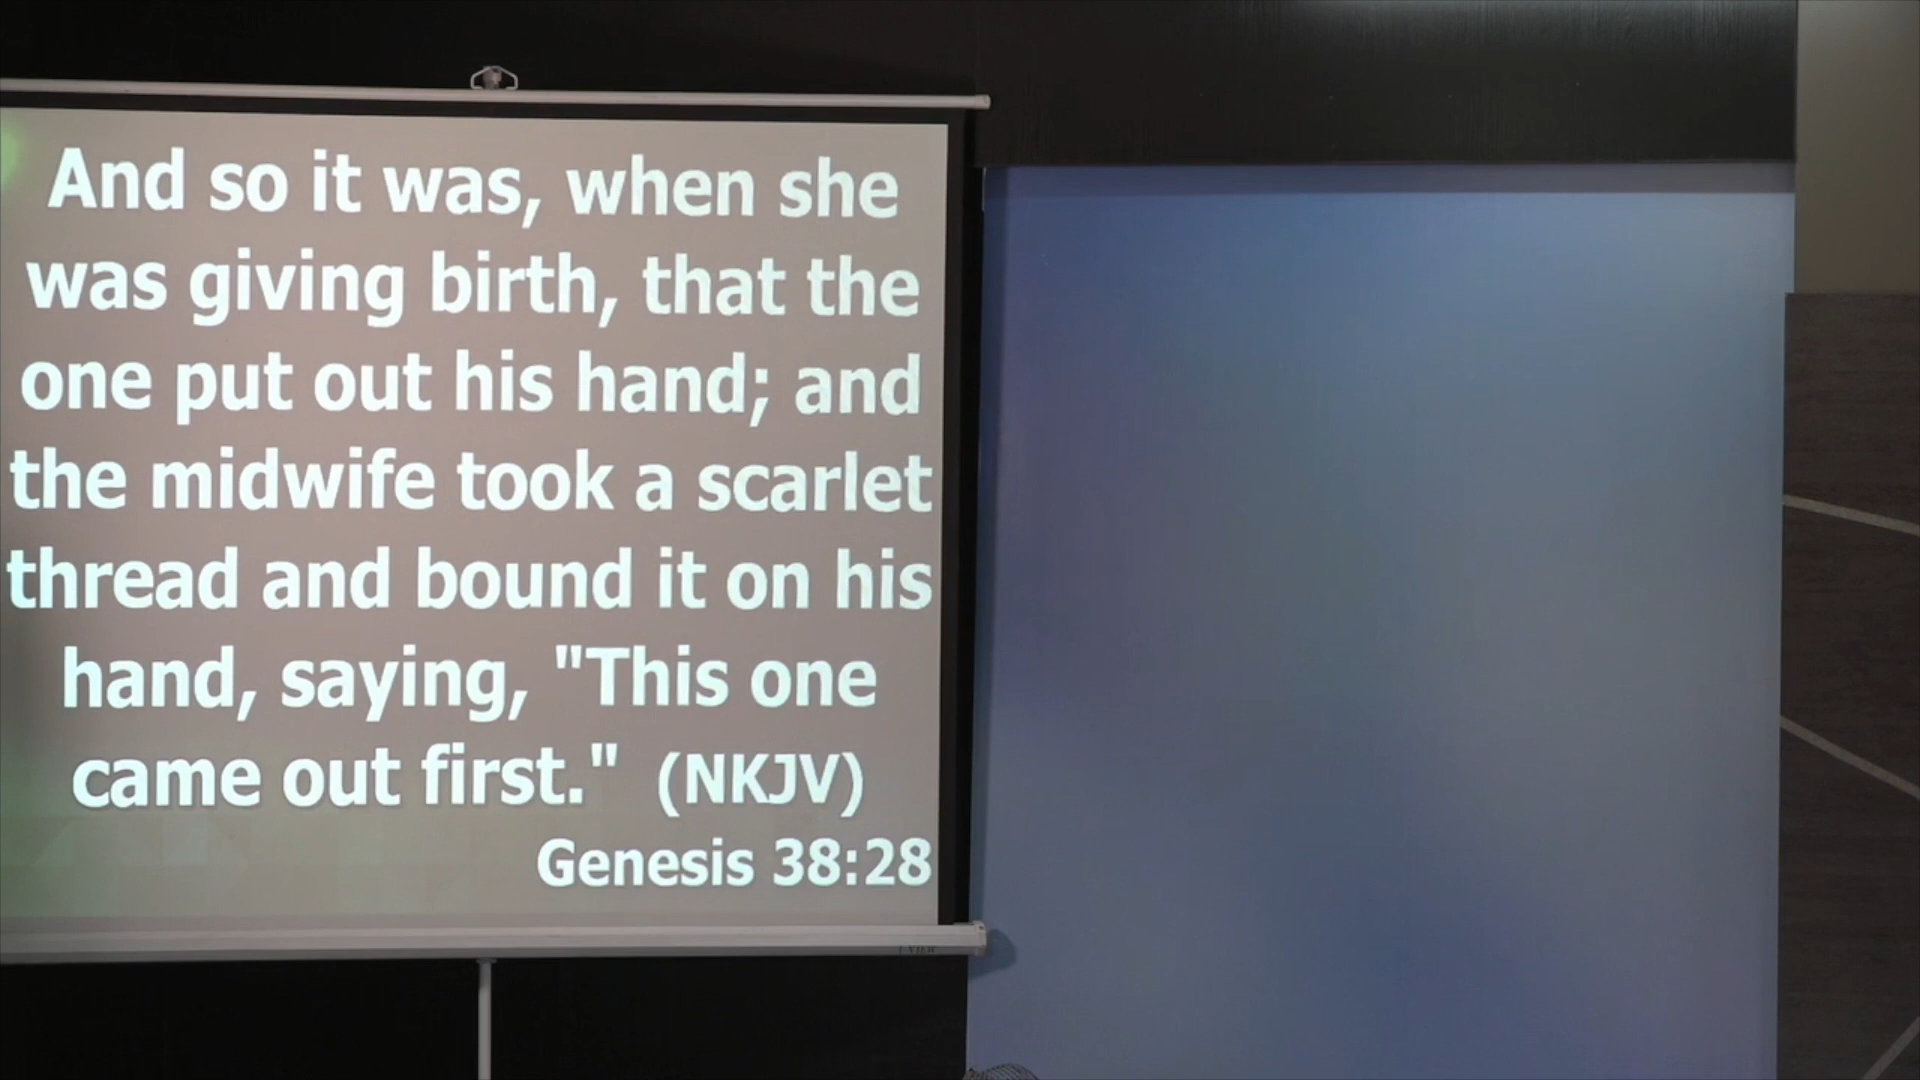 And so it was, when she
was giving birth, that the
one put out his hand; and
the midwife took a scarlet
thread and bound it on his
hand, saying, "This one
came out first." (NKJV)
Genesis 38:28